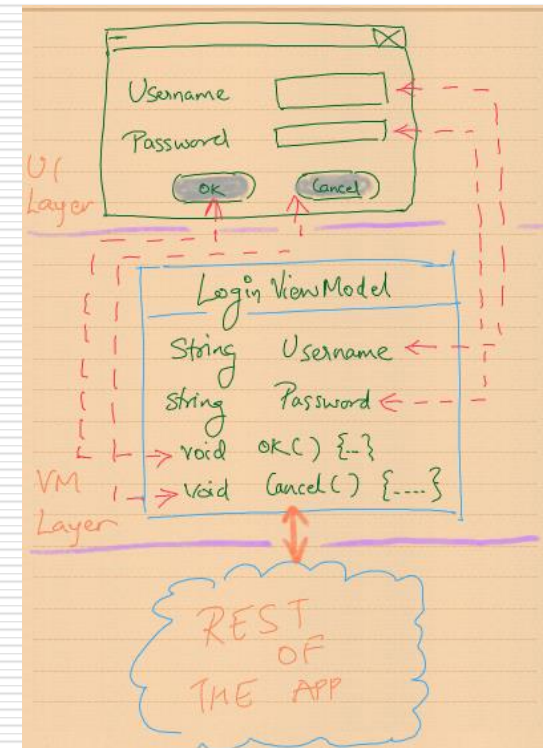 Username
Password
OK Cancel
UI
Layer
Login ViewModel
String Username
String Password
void OK() {...}
void Cancel() {....}
VM
Layer
REST
OF
THE APP